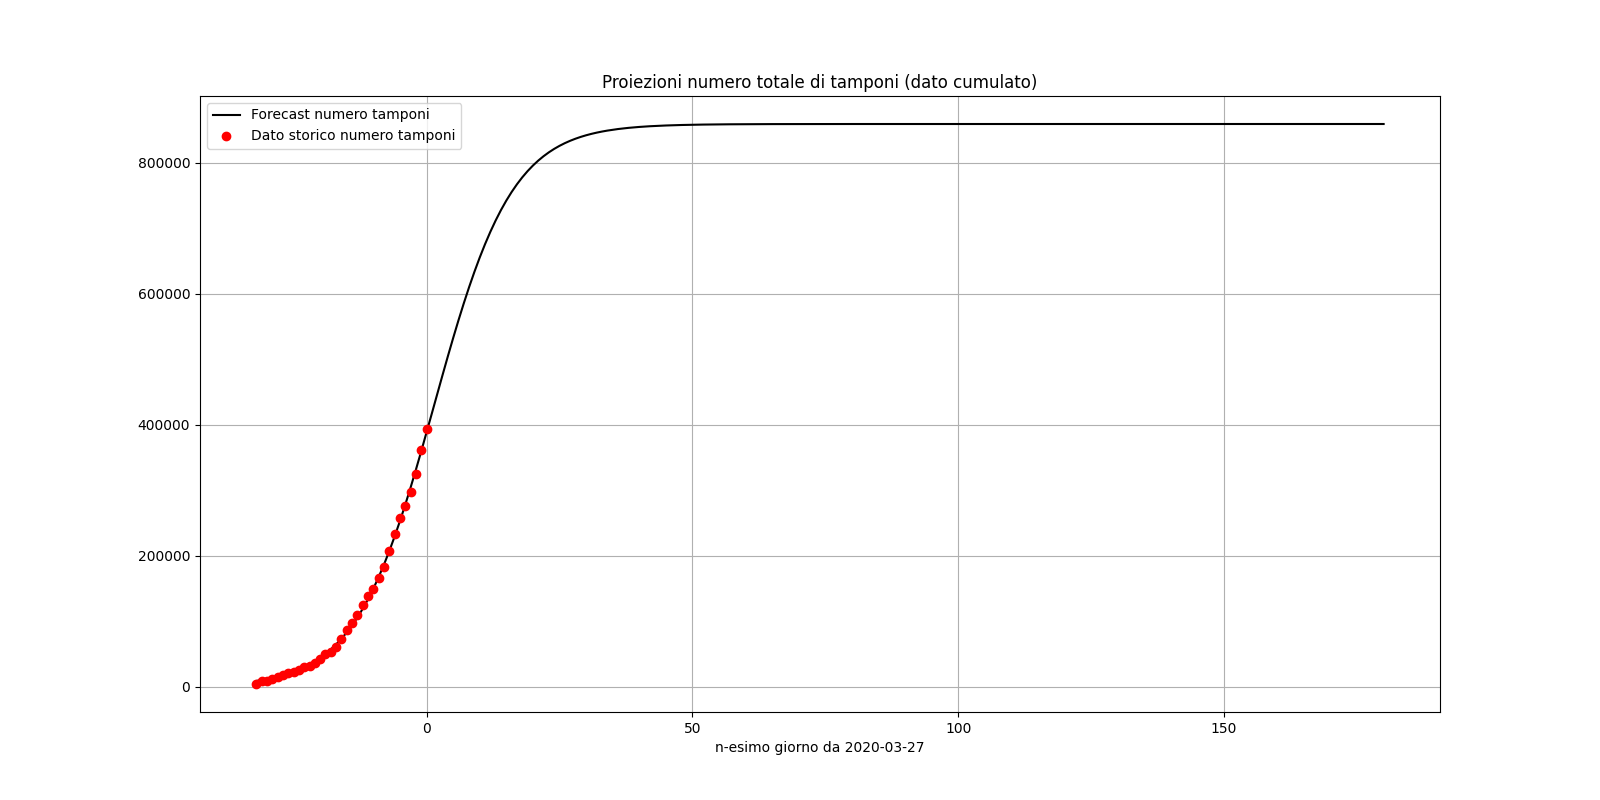 Proiezioni numero totale di tamponi (dato cumulato)
Forecast numero tamponi
Dato storico numero tamponi
800000
600000
400000
200000
0
0 50 100 150
n-esimo giorno da 2020-03-27